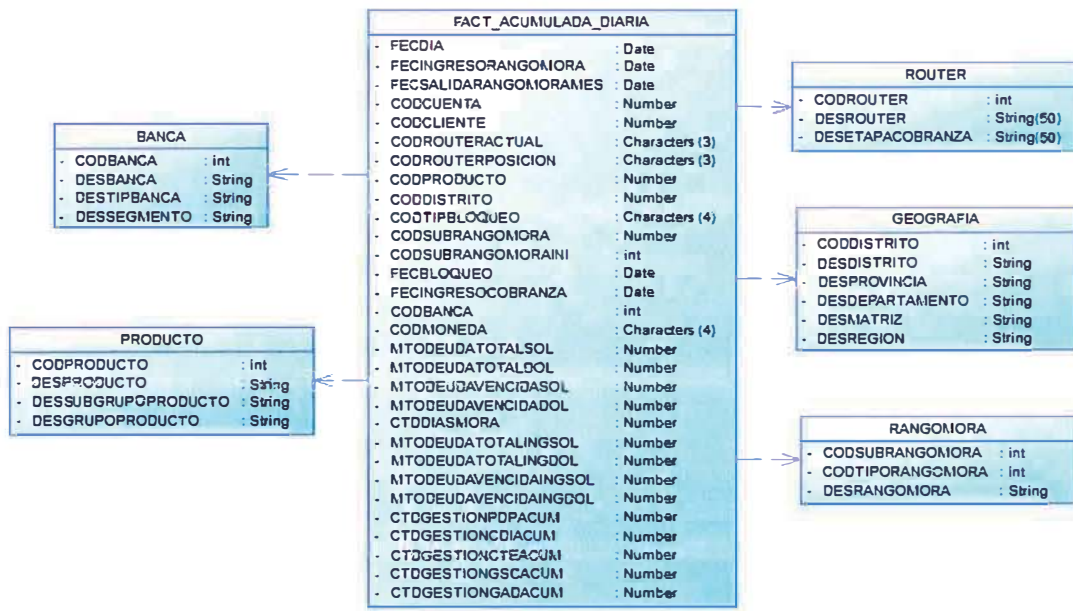 FACT_ACUMULADA_DIARIA
- FECDIA : Date
- FECINGRESORANGOMORA : Date
- FECSALIDARANGOMORAMES : Date
- CODCUENTA : Number
- CODCLIENTE : Number
- CODROUTERACTUAL : Characters (3)
- CODROUTERPOSICION : Characters (3)
- CODPRODUCTO : Number
- CODDISTRITO : Number
- CODTIPBLOQUEO : Characters (4)
- CODSUBRANGOMORA : Number
- CODSUBRANGOMORAINI : int
- FECBLOQUEO : Date
- FECINGRESOCOBRANZA : Date
- CODBANCA : int
- CODMONEDA : Characters (4)
- MTODEUDATOTALSOL : Number
- MTODEUDATOTALDOL : Number
- MTODEUDAVENCIDASOL : Number
- MTODEUDAVENCIDADOL : Number
- CTDDIASMORA : Number
- MTODEUDATOTALINGSOL : Number
- MTODEUDATOTALINGDOL : Number
- MTODEUDAVENCIDAINGSOL : Number
- MTODEUDAVENCIDAINGDOL : Number
- CTDGESTIONPDPACUM : Number
- CTDGESTIONCDIACUM : Number
- CTDGESTIONCTEACUM : Number
- CTDGESTIONGSCACUM : Number
- CTDGESTIONGADACUM : Number
BANCA
- CODBANCA : int
- DESBANCA : String
- DESTIPBANCA : String
- DESSEGMENTO : String
PRODUCTO
- CODPRODUCTO : int
- DESPRODUCTO : String
- DESSUBGRUPOPRODUCTO : String
- DESGRUPOPRODUCTO : String
ROUTER
- CODROUTER : int
- DESROUTER : String(50)
- DESETAPACOBRANZA : String(50)
GEOGRAFIA
- CODDISTRITO : int
- DESDISTRITO : String
- DESPROVINCIA : String
- DESDEPARTAMENTO : String
- DESMATRIZ : String
- DESREGION : String
RANGOMORA
- CODSUBRANGOMORA : int
- CODTIPORANGOMORA : int
- DESRANGOMORA : String